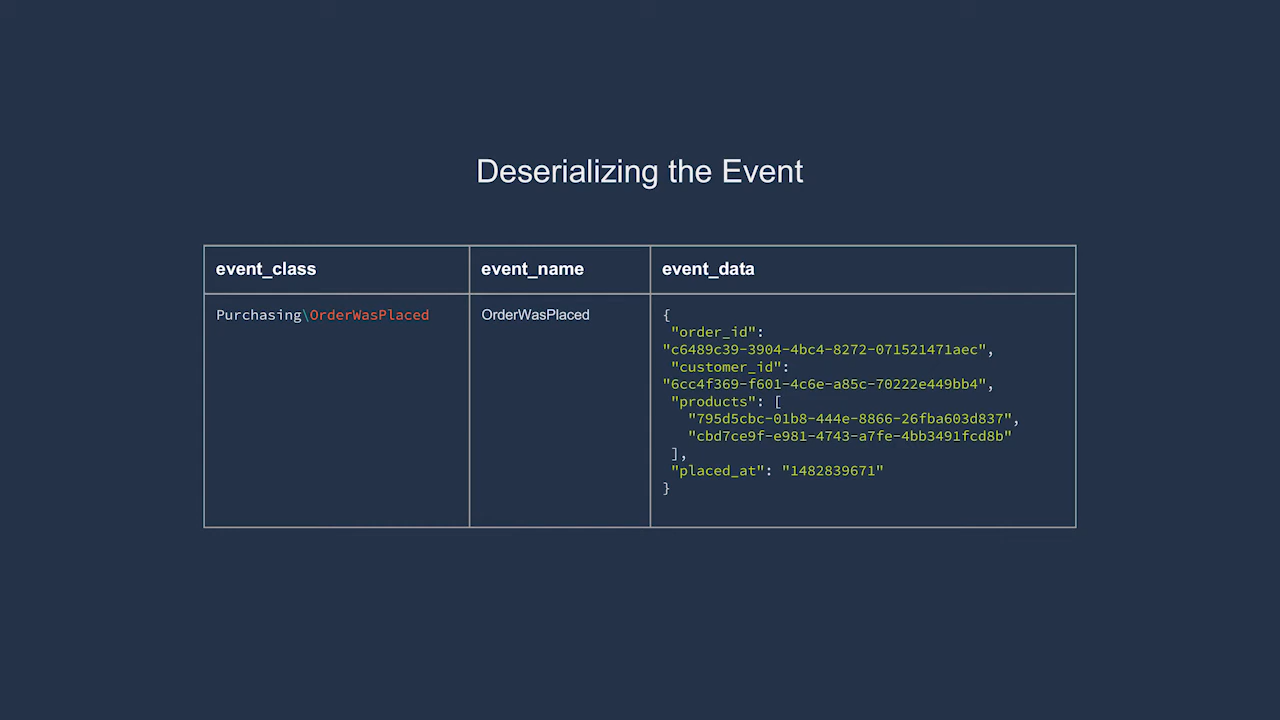 Deserializing the Event
event_class
event_name
event_data
Purchasing\OrderWasPlaced
OrderWasPlaced
{
"order_id":
"c6489c39-3904-4bc4-8272-071521471aec",
"customer_id":
"6cc4f369-f601-4c6e-a85c-70222e449bb4",
"products": [
"795d5cbc-01b8-444e-8866-26fba603d837",
"cbd7ce9f-e981-4743-a7fe-4bb3491fcd8b"
],
"placed_at": "1482839671"
}